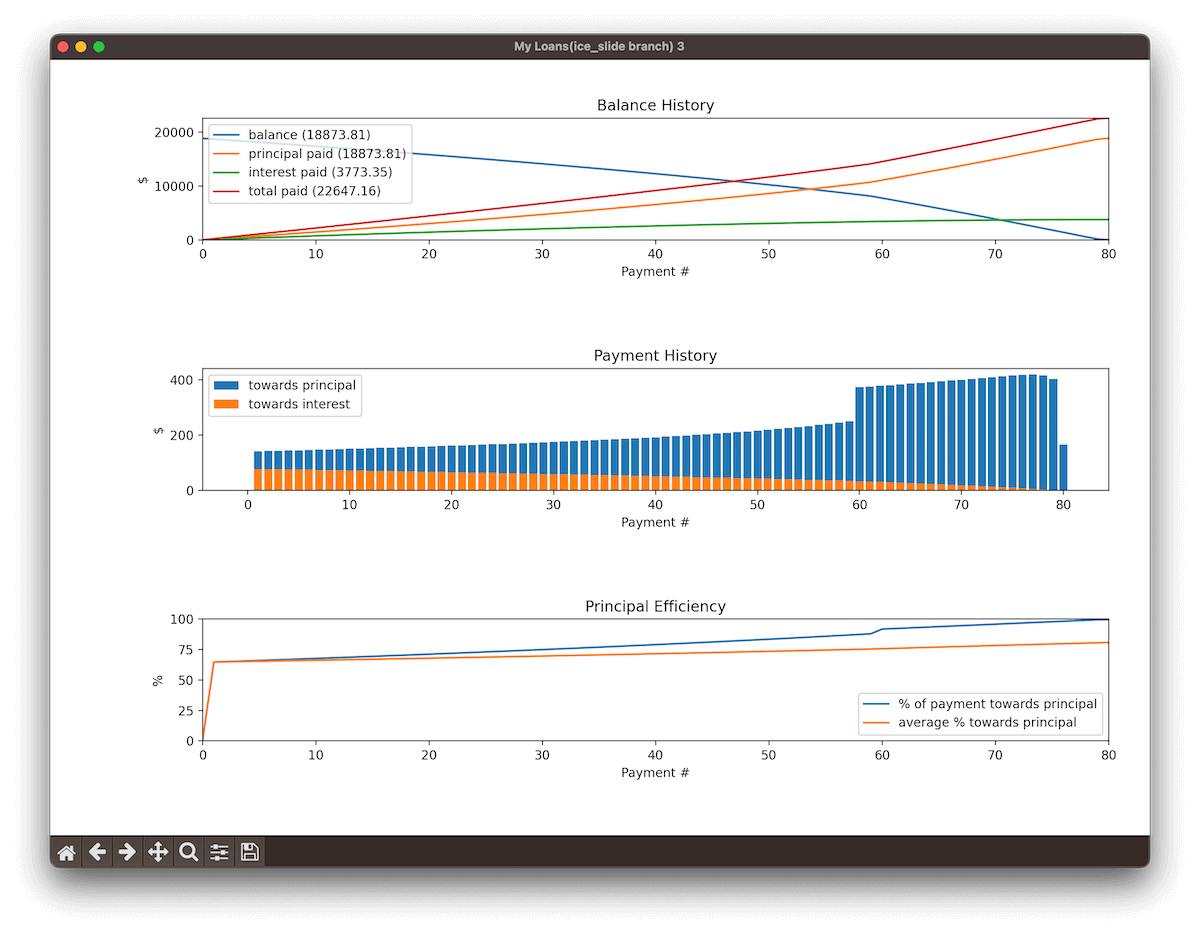 My Loans(ice_slide branch) 3
Balance History
20000
10000
0
$
balance (18873.81)
principal paid (18873.81)
interest paid (3773.35)
total paid (22647.16)
0 10 20 30 40 50 60 70 80
Payment #
Payment History
400
200
0
$
towards principal
towards interest
0 10 20 30 40 50 60 70 80
Payment #
Principal Efficiency
100
75
50
25
0
%
% of payment towards principal
average % towards principal
0 10 20 30 40 50 60 70 80
Payment #